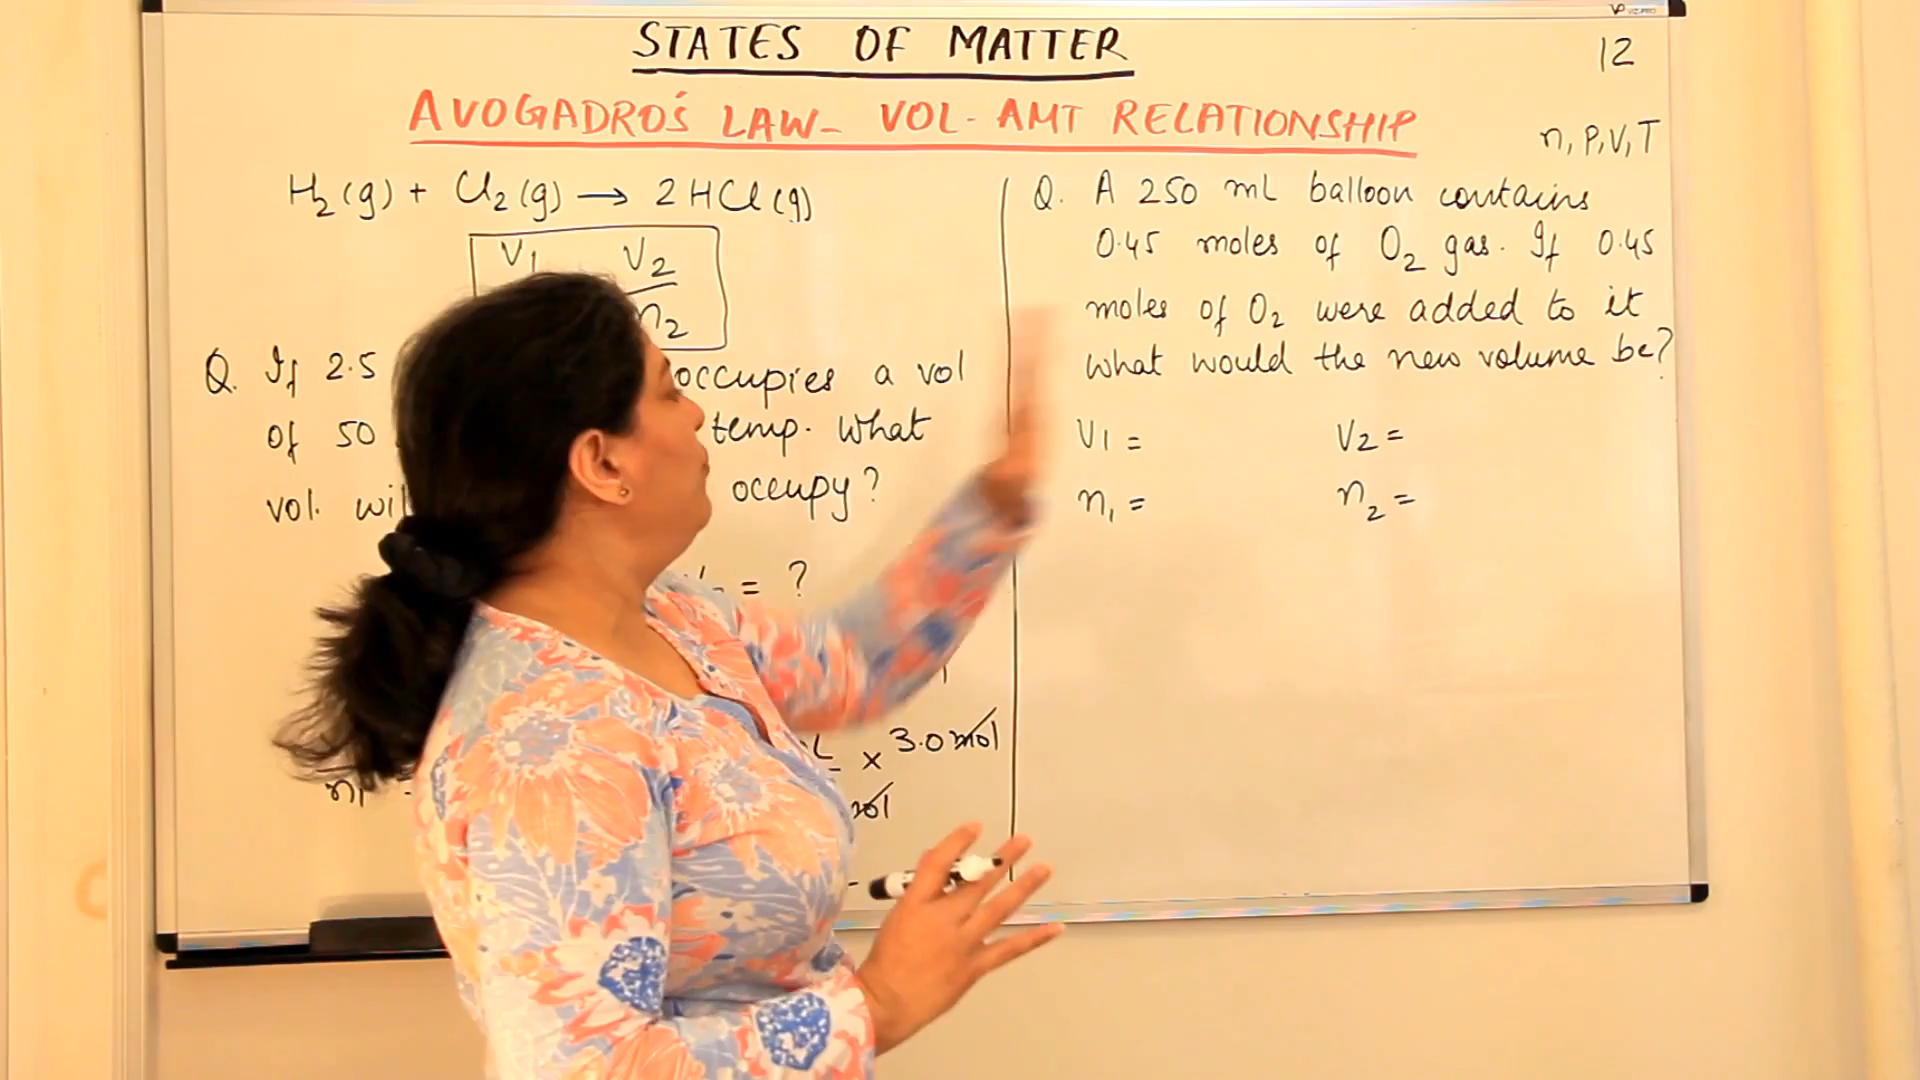 STATES OF MATTER
12
AVOGADRO'S LAW- VOL- AMT RELATIONSHIP
n, P, V, T
H2(g) + Cl2(g) → 2HCl(g)
V1 V2
n2
Q. If 2.5 occupies a vol
of 50 temp. What
vol. occupy?
= ?
n1
L × 3.0 mol
mol
Q. A 250 mL balloon contains
0.45 moles of O2 gas. If 0.45
moles of O2 were added to it
what would the new volume be?
V1 = V2 =
n1 = n2 =